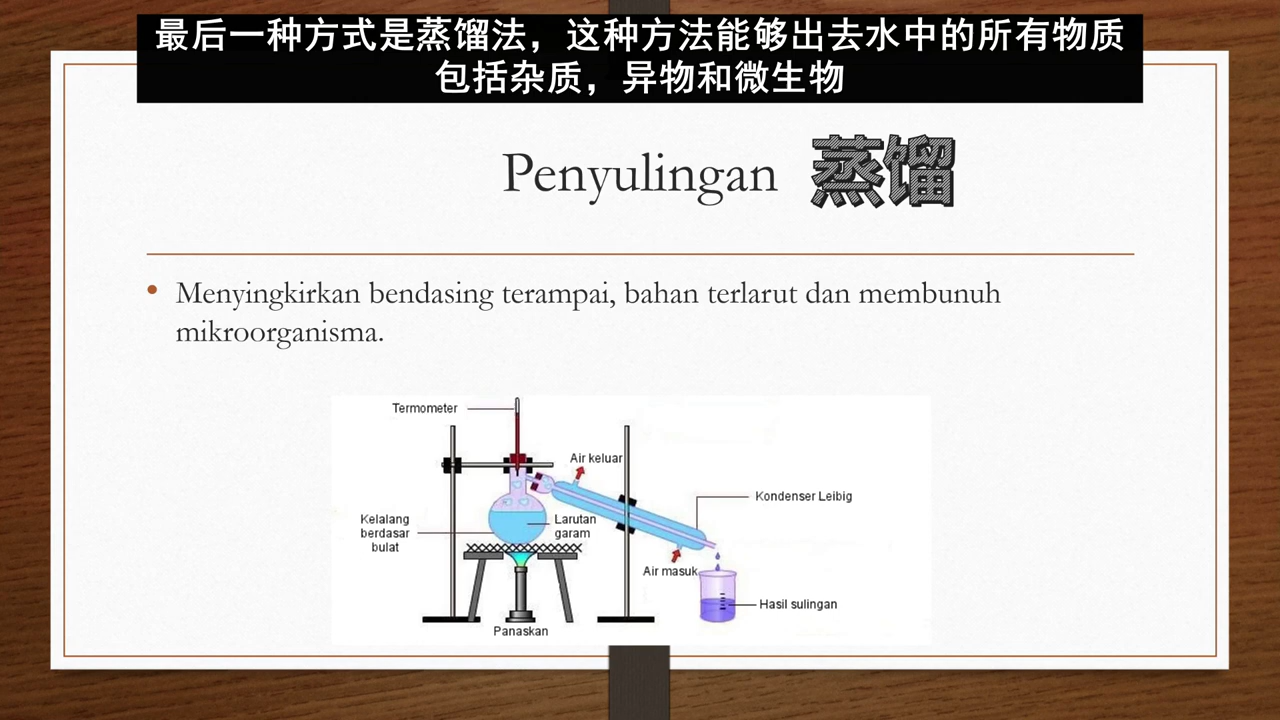 最后一种方式是蒸馏法，这种方法能够出去水中的所有物质
包括杂质，异物和微生物
Penyulingan 蒸馏
• Menyingkirkan bendasing terampai, bahan terlarut dan membunuh
mikroorganisma.
Termometer
Air keluar
Kondenser Leibig
Kelalang
berdasar
bulat
Larutan
garam
Air masuk
Hasil sulingan
Panaskan